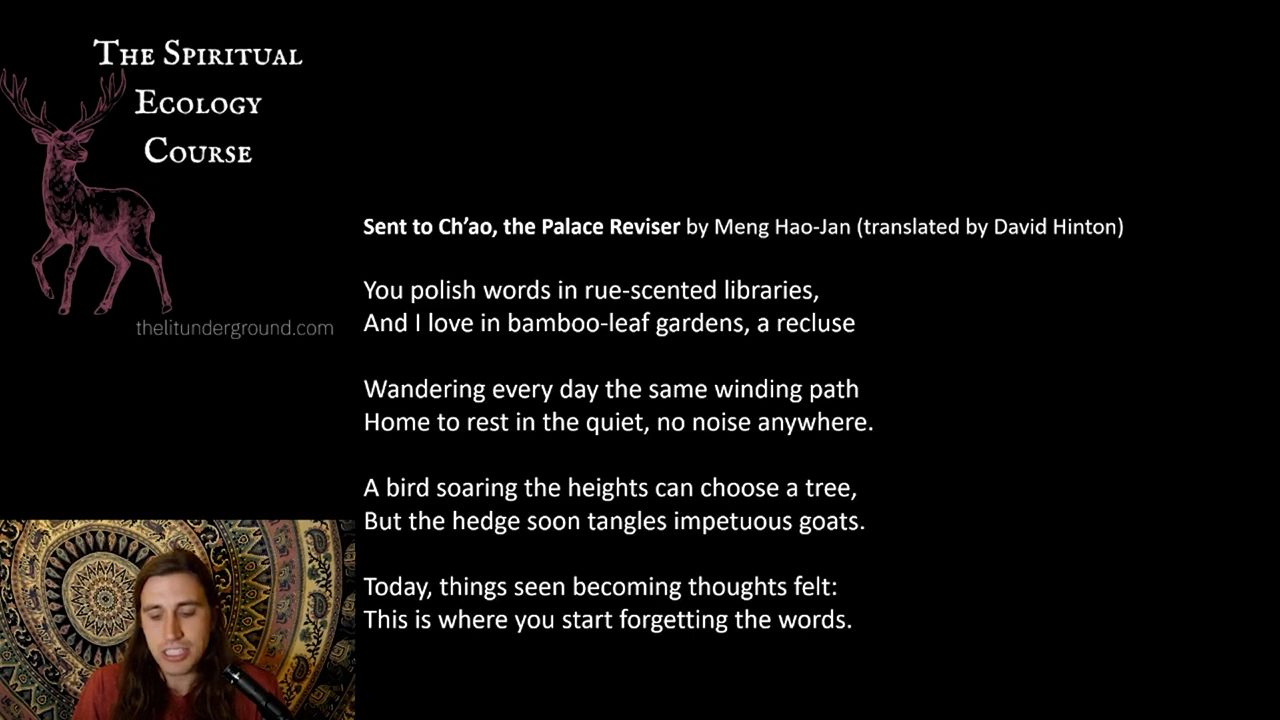 The Spiritual
Ecology
Course
thelitunderground.com
Sent to Ch’ao, the Palace Reviser by Meng Hao-Jan (translated by David Hinton)
You polish words in rue-scented libraries,
And I love in bamboo-leaf gardens, a recluse
Wandering every day the same winding path
Home to rest in the quiet, no noise anywhere.
A bird soaring the heights can choose a tree,
But the hedge soon tangles impetuous goats.
Today, things seen becoming thoughts felt:
This is where you start forgetting the words.